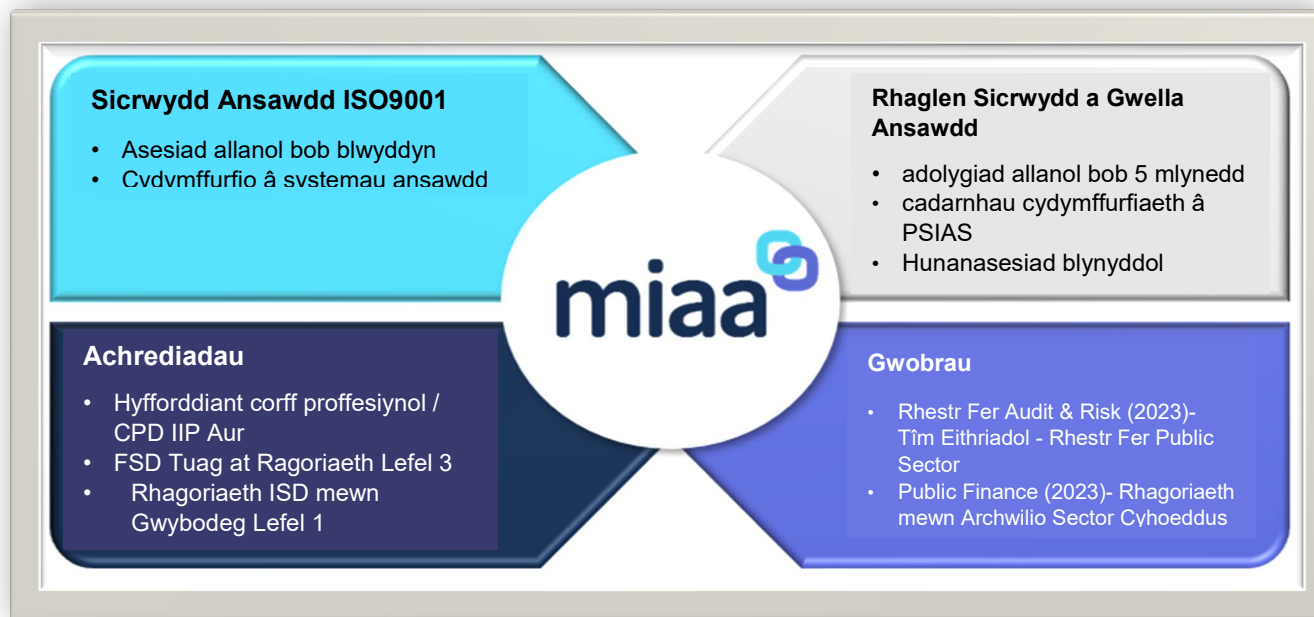 Sicrwydd Ansawdd ISO9001
• Asesiad allanol bob blwyddyn
• Cydymffurfio â systemau ansawdd
Rhaglen Sicrwydd a Gwella
Ansawdd
• adolygiad allanol bob 5 mlynedd
• cadarnhau cydymffurfiaeth â
PSIAS
• Hunanasesiad blynyddol
miaa
Achrediadau
• Hyfforddiant corff proffesiynol /
CPD IIP Aur
• FSD Tuag at Ragoriaeth Lefel 3
• Rhagoriaeth ISD mewn
Gwybodeg Lefel 1
Gwobrau
• Rhestr Fer Audit & Risk (2023)-
Tîm Eithriadol - Rhestr Fer Public
Sector
• Public Finance (2023)- Rhagoriaeth
mewn Archwilio Sector Cyhoeddus